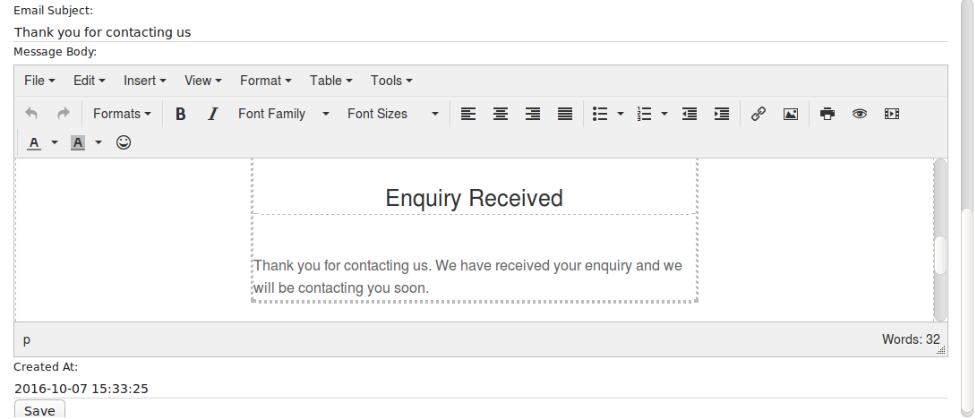 Email Subject:
Thank you for contacting us
Message Body:
File Edit Insert View Format Table Tools
Formats B I Font Family Font Sizes
A A
Enquiry Received
Thank you for contacting us. We have received your enquiry and we
will be contacting you soon.
p Words: 32
Created At:
2016-10-07 15:33:25
Save